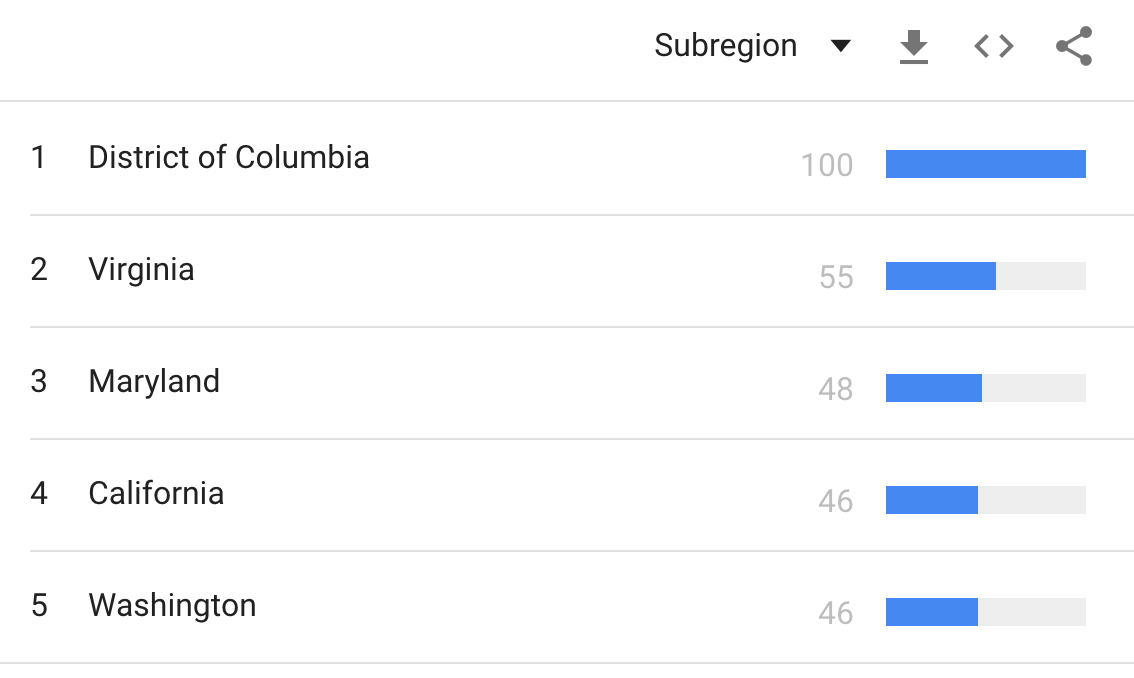 Subregion
1 District of Columbia 100
2 Virginia 55
3 Maryland 48
4 California 46
5 Washington 46